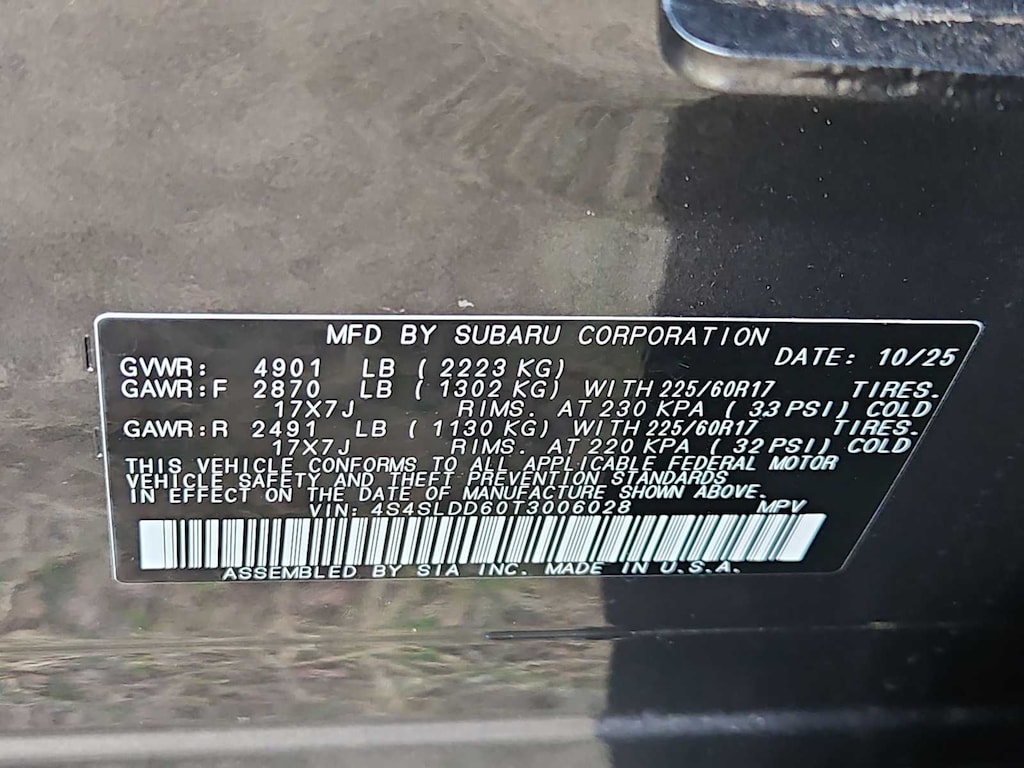 MFD BY SUBARU CORPORATION
DATE: 10/25
GVWR: 4901 LB ( 2223 KG)
GAWR:F 2870 LB ( 1302 KG) WITH 225/60R17 TIRES.
17X7J RIMS. AT 230 KPA ( 33 PSI) COLD
GAWR:R 2491 LB ( 1130 KG) WITH 225/60R17 TIRES.
17X7J RIMS. AT 220 KPA ( 32 PSI) COLD
THIS VEHICLE CONFORMS TO ALL APPLICABLE FEDERAL MOTOR
VEHICLE SAFETY AND THEFT PREVENTION STANDARDS
IN EFFECT ON THE DATE OF MANUFACTURE SHOWN ABOVE.
VIN: 4S4SLDD60T3006028 MPV
ASSEMBLED BY SIA INC. MADE IN U.S.A.